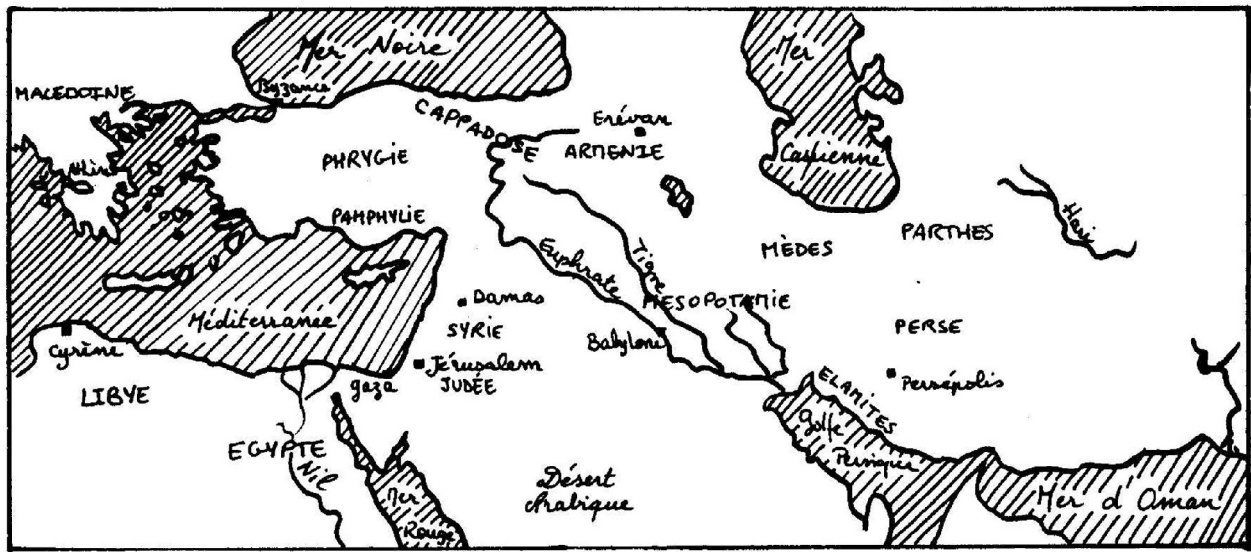 Mer Noire
Mer
Caspienne
MACEDOINE
Byzance
CAPPADOSE
Erévan
ARMENIE
PHRYGIE
PAMPHYLIE
Euphrate
Tigre
MÈDES
PARTHES
Hari
MESOPOTAMIE
Damas
SYRIE
Méditerranée
Babylone
PERSE
Cyrène
Jérusalem
JUDÉE
gaza
Persépolis
ELAMITES
LIBYE
EGYPTE
Nil
golfe
Persique
Désert
Arabique
Mer
Rouge
Mer d'Oman